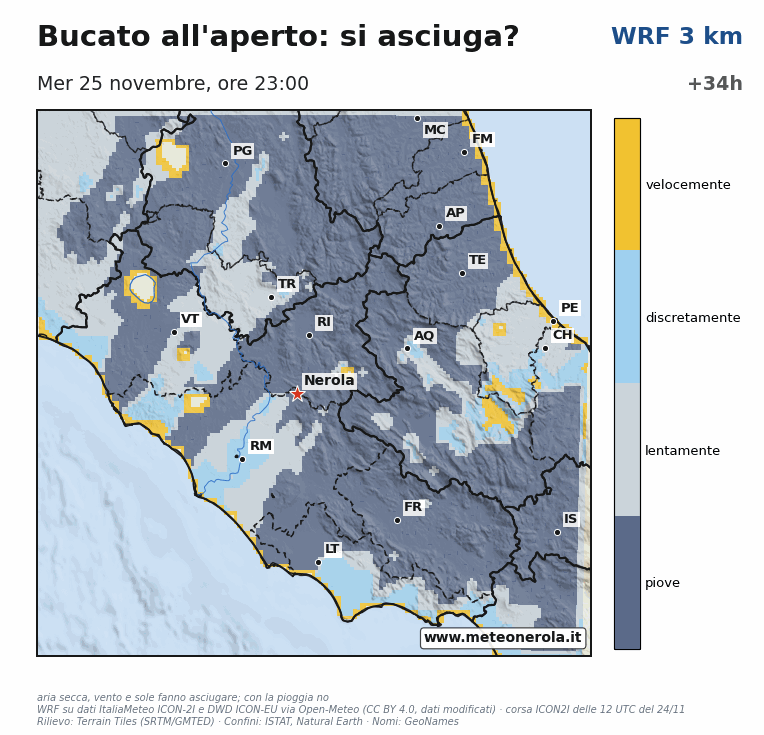 Bucato all'aperto: si asciuga?
WRF 3 km
Mer 25 novembre, ore 23:00
+34h
MC
FM
PG
AP
TE
TR
PE
VT
RI
AQ
CH
Nerola
RM
FR
IS
LT
www.meteonerola.it
velocemente
discretamente
lentamente
piove
aria secca, vento e sole fanno asciugare; con la pioggia no
WRF su dati ItaliaMeteo ICON-2I e DWD ICON-EU via Open-Meteo (CC BY 4.0, dati modificati) · corsa ICON2I delle 12 UTC del 24/11
Rilievo: Terrain Tiles (SRTM/GMTED) · Confini: ISTAT, Natural Earth · Nomi: GeoNames